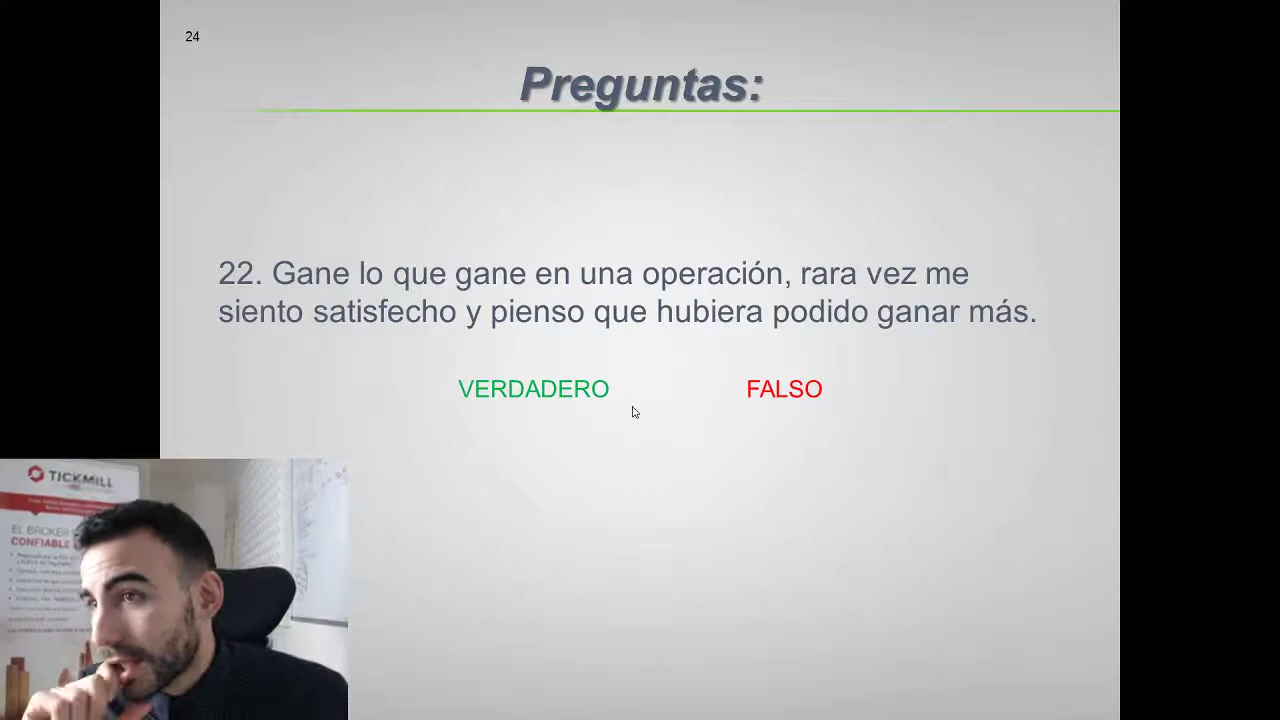 24
Preguntas:
22. Gane lo que gane en una operación, rara vez me
siento satisfecho y pienso que hubiera podido ganar más.
VERDADERO FALSO
TICKMILL
EL BROKER
CONFIABLE